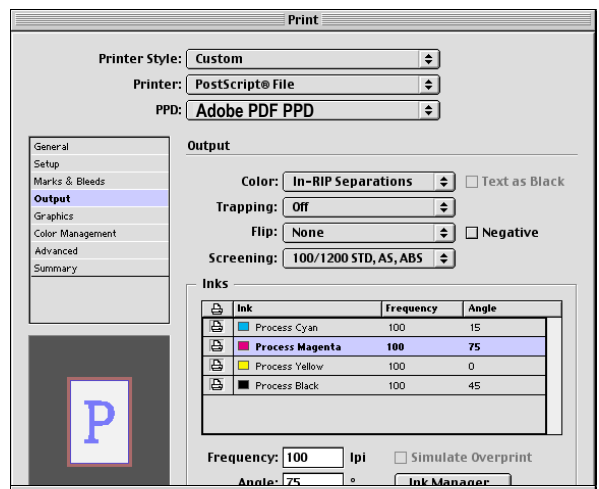 Print
Printer Style: Custom
Printer: PostScript® File
PPD: Adobe PDF PPD
General
Setup
Marks & Bleeds
Output
Graphics
Color Management
Advanced
Summary
Output
Color: In-RIP Separations Text as Black
Trapping: Off
Flip: None Negative
Screening: 100/1200 STD, AS, ABS
Inks
Ink Frequency Angle
Process Cyan 100 15
Process Magenta 100 75
Process Yellow 100 0
Process Black 100 45
P
Frequency: 100 lpi Simulate Overprint
Angle: 75 ° Ink Manager